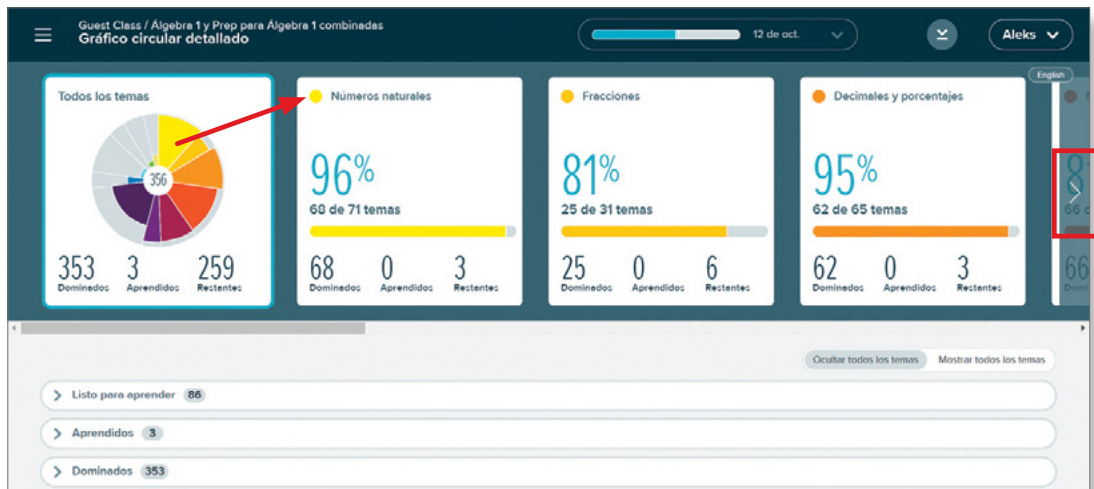 Guest Class / Álgebra 1 y Prep para Álgebra 1 combinadas
Gráfico circular detallado
12 de oct.
Aleks
English
Todos los temas
356
353 3 259
Dominados Aprendidos Restantes
Números naturales
96%
68 de 71 temas
68 0 3
Dominados Aprendidos Restantes
Fracciones
81%
25 de 31 temas
25 0 6
Dominados Aprendidos Restantes
Decimales y porcentajes
95%
62 de 65 temas
62 0 3
Dominados Aprendidos Restantes
66
Ocultar todos los temas Mostrar todos los temas
Listo para aprender 86
Aprendidos 3
Dominados 353